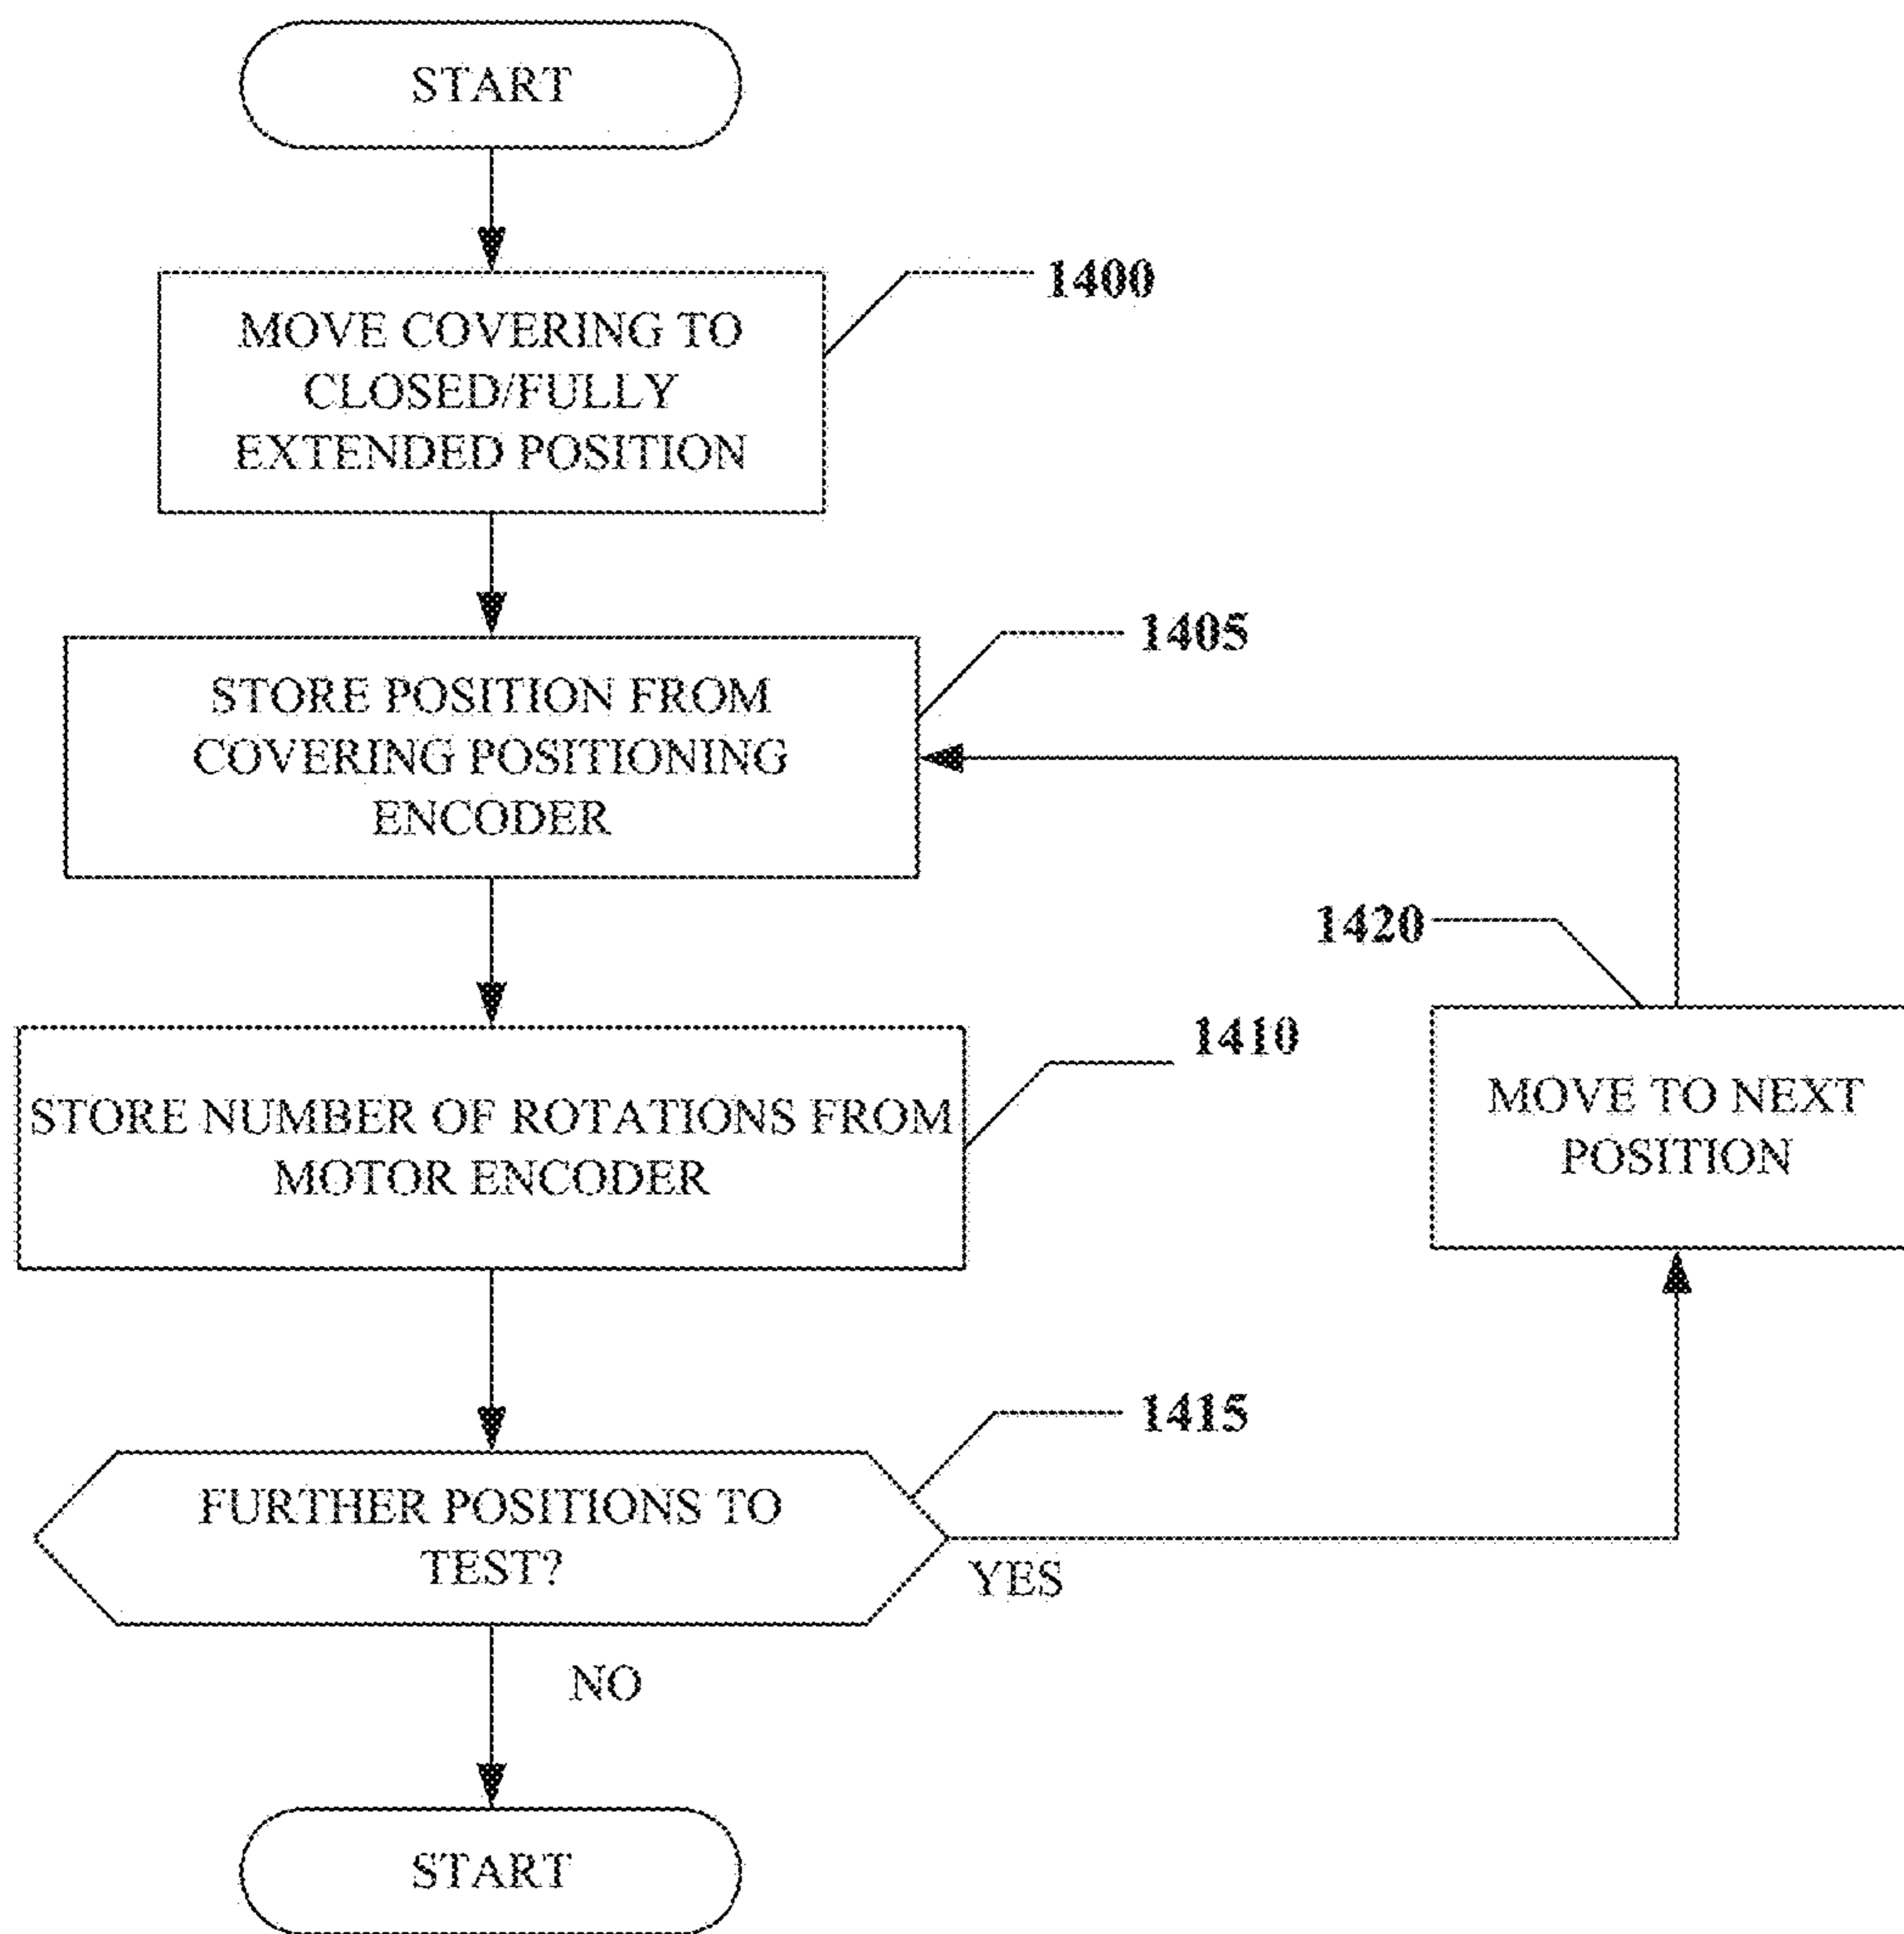 START
1400
MOVE COVERING TO
CLOSED/FULLY
EXTENDED POSITION
1405
STORE POSITION FROM
COVERING POSITIONING
ENCODER
1420
1410
STORE NUMBER OF ROTATIONS FROM
MOTOR ENCODER
MOVE TO NEXT
POSITION
1415
FURTHER POSITIONS TO
TEST?
YES
NO
START